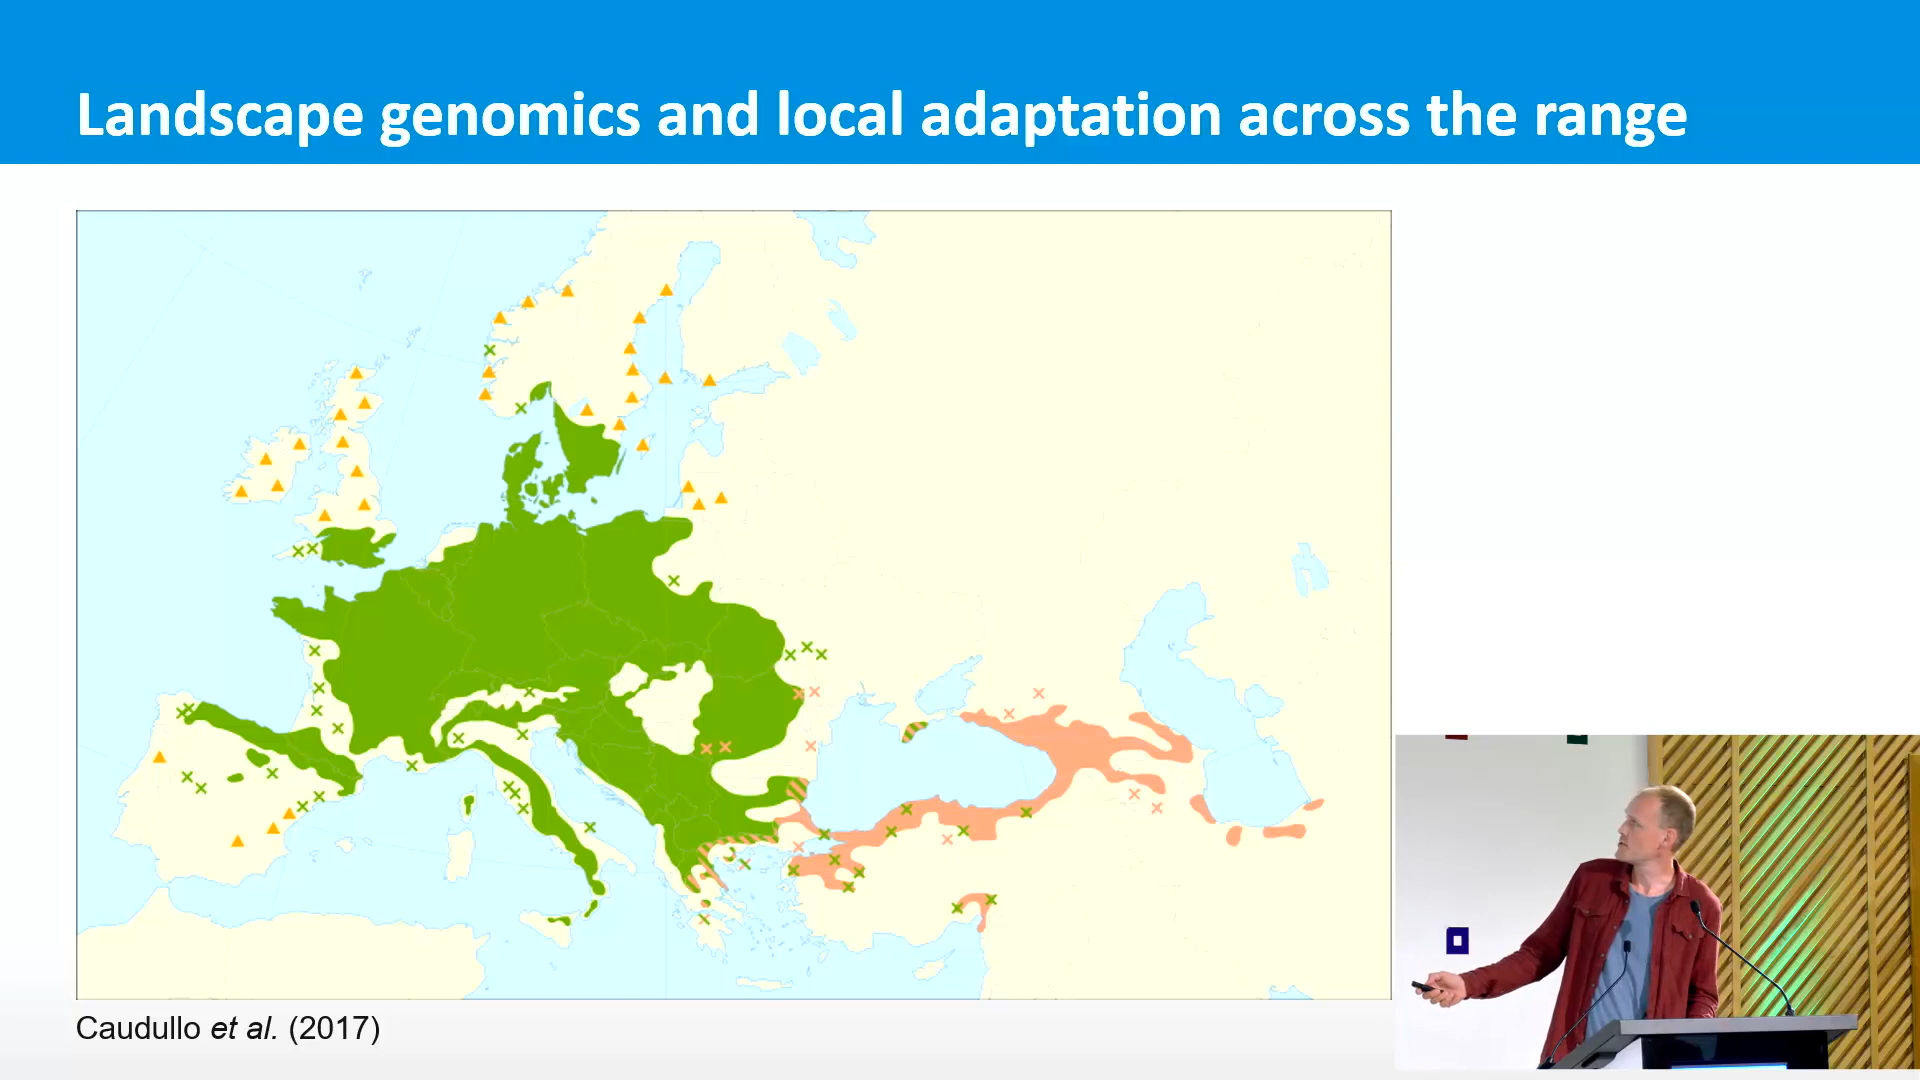 Landscape genomics and local adaptation across the range
Caudullo et al. (2017)